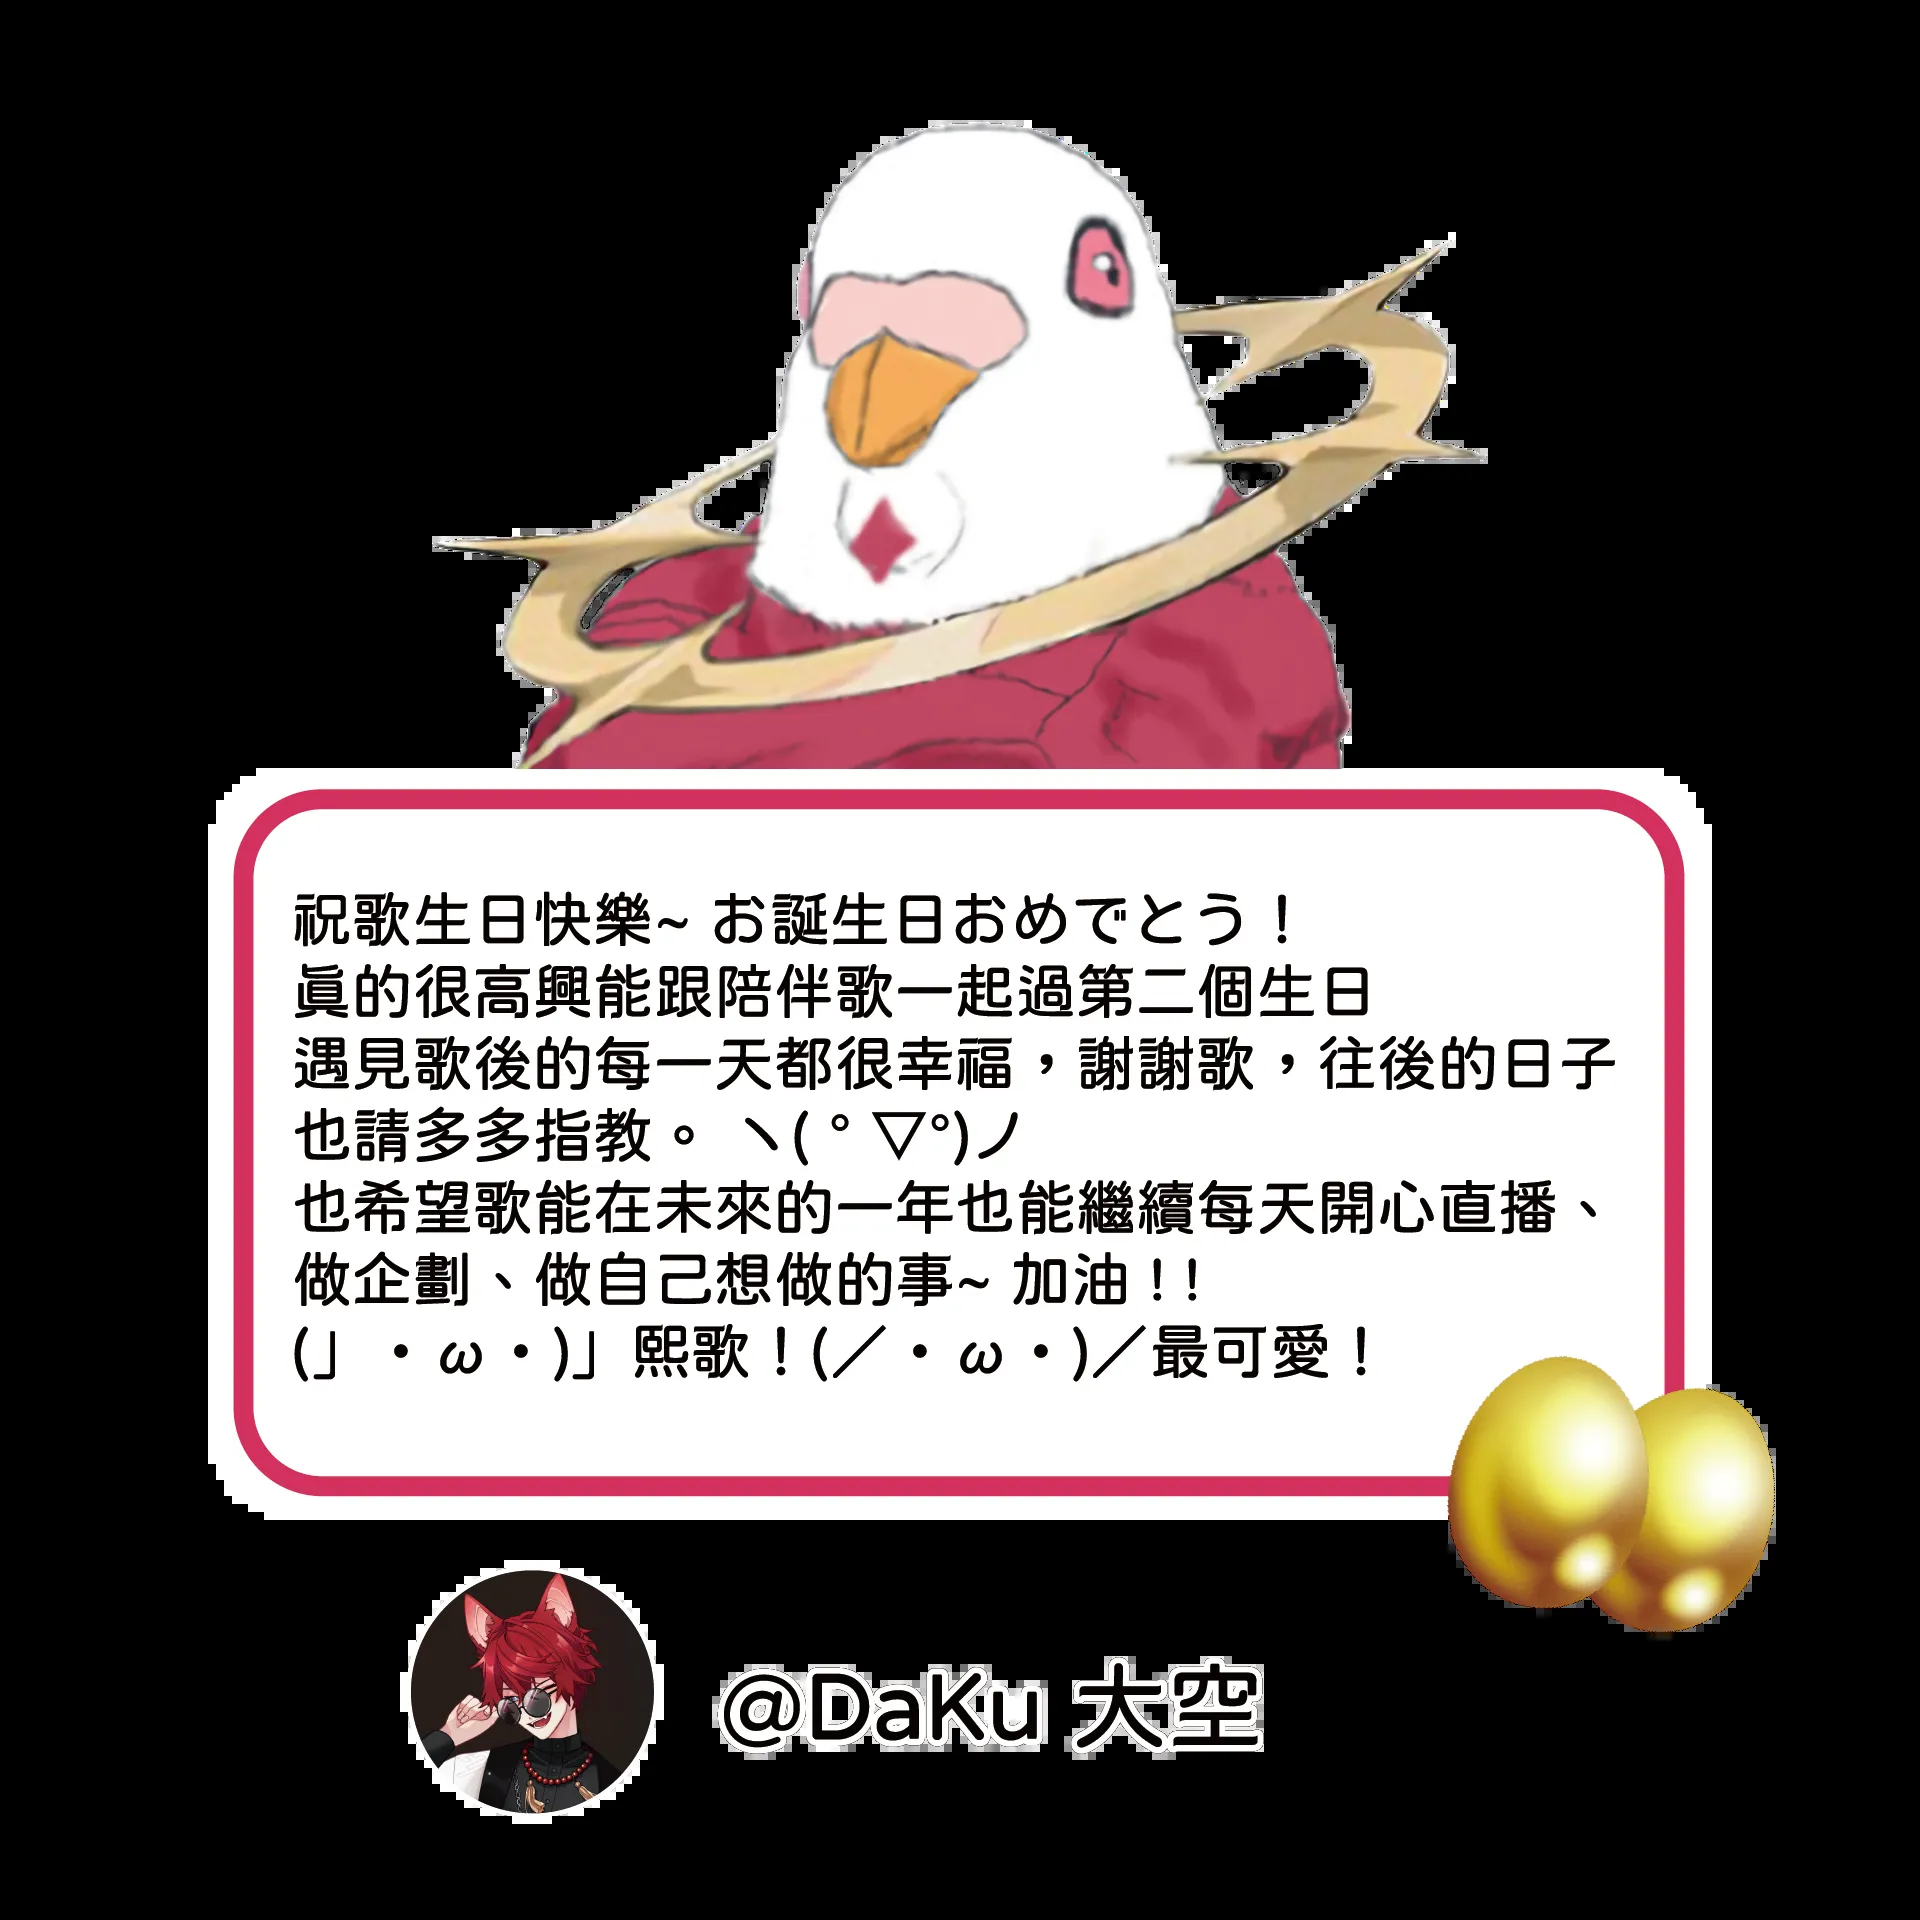 祝歌生日快樂~ お誕生日おめでとう！
真的很高興能跟陪伴歌一起過第二個生日
遇見歌後的每一天都很幸福，謝謝歌，往後的日子
也請多多指教。 ヽ( ° ▽°)ノ
也希望歌能在未來的一年也能繼續每天開心直播、
做企劃、做自己想做的事~ 加油 ! !
(」・ω・)」熙歌！(／・ω・)／最可愛！
@DaKu 大空